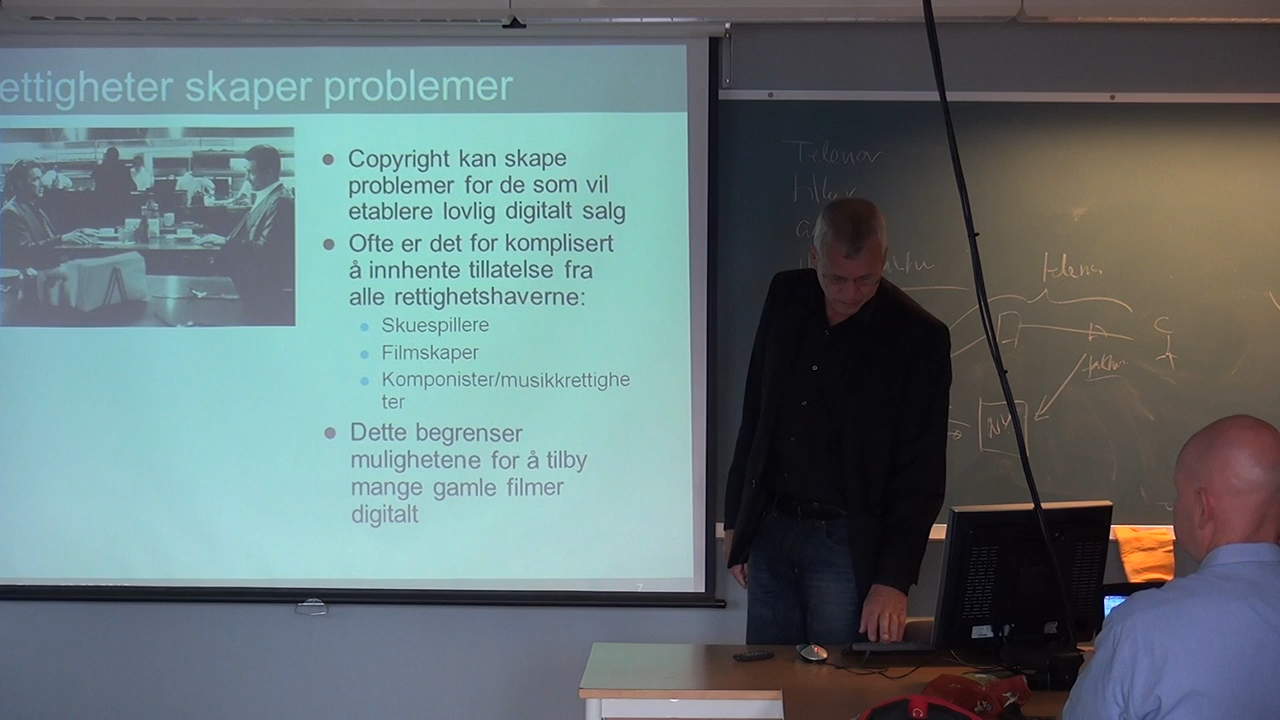 ettigheter skaper problemer
Copyright kan skape
problemer for de som vil
etablere lovlig digitalt salg
Ofte er det for komplisert
å innhente tillatelse fra
alle rettighetshaverne:
Skuespillere
Filmskaper
Komponister/musikkrettighe
ter
Dette begrenser
mulighetene for å tilby
mange gamle filmer
digitalt
7
Telenor
telenor
C